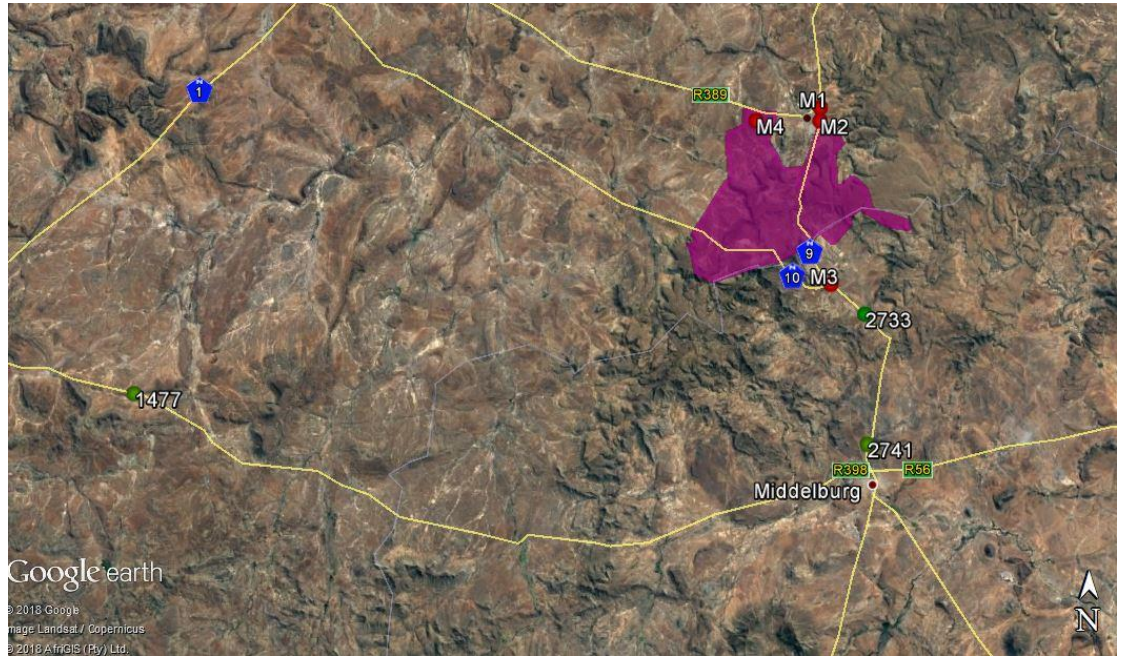 N
1
R389
M1
M4
M2
N
9
N
10
M3
2733
1477
2741
R398
R56
Middelburg
Google earth
© 2018 Google
mage Landsat / Copernicus
© 2018 AfriGIS (Pty) Ltd.
N